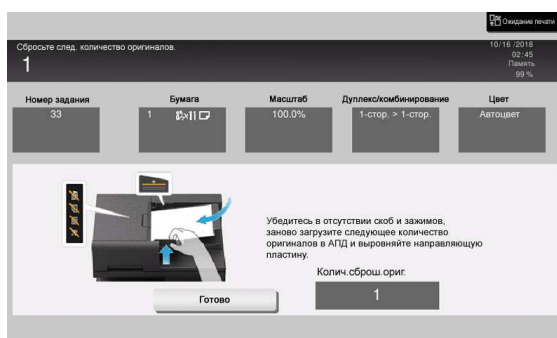 Ожидание печати
Сбросьте след. количество оригиналов.
1
10/16 /2018
02:45
Память
99 %
Номер задания
Бумага
Масштаб
Дуплекс/комбинирование
Цвет
33
1
100.0%
1-стор. > 1-стор.
Автоцвет
Убедитесь в отсутствии скоб и зажимов,
заново загрузите следующее количество
оригиналов в АПД и выровняйте направляющую
пластину.
Колич.сброш.ориг.
1
Готово